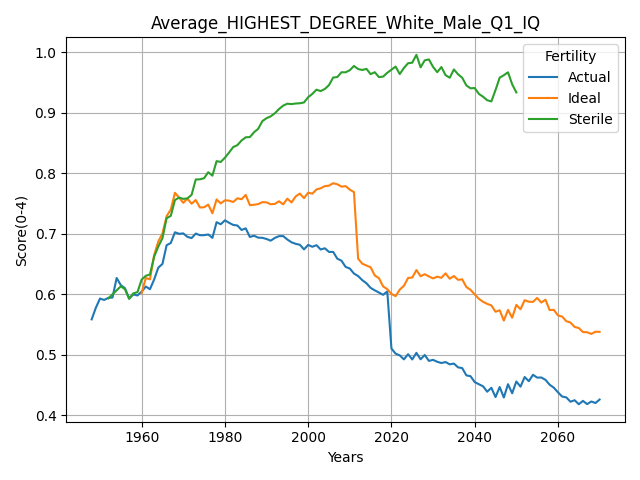 Average_HIGHEST_DEGREE_White_Male_Q1_IQ
Score(0-4)
1.0
0.9
0.8
0.7
0.6
0.5
0.4
Fertility
Actual
Ideal
Sterile
1960
1980
2000
2020
2040
2060
Years